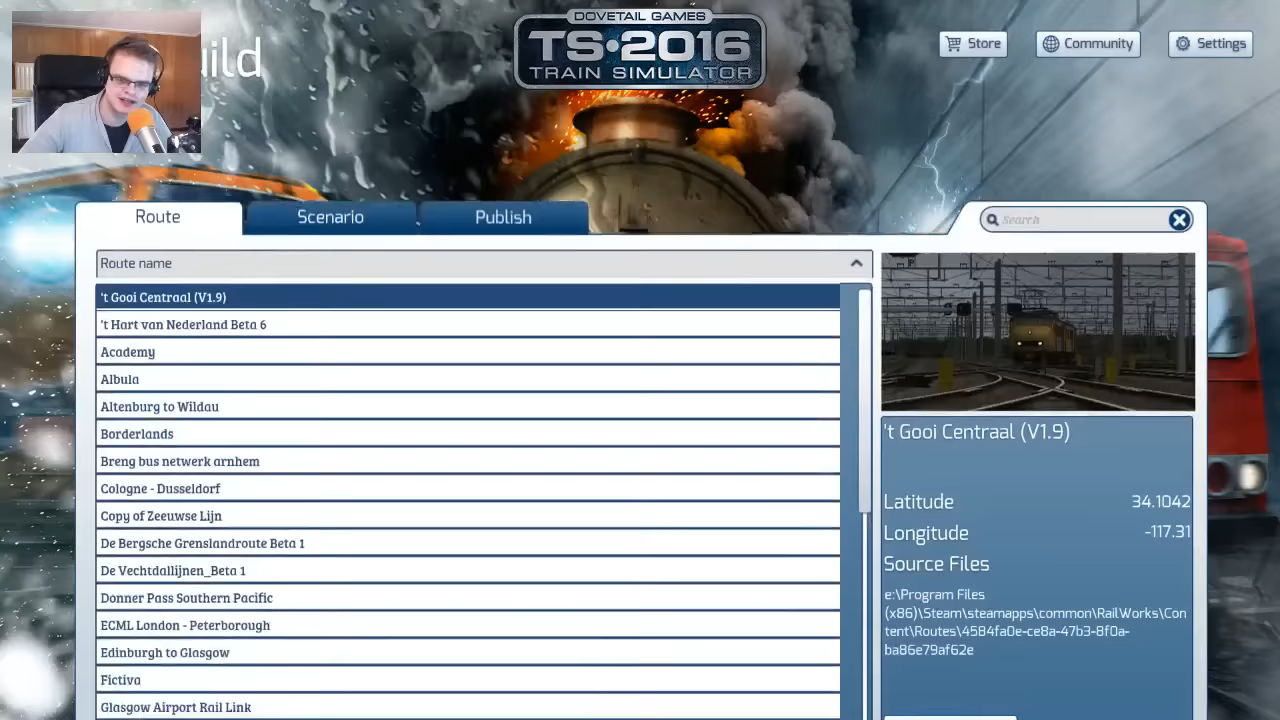 uild
DOVETAIL GAMES
TS•2016
TRAIN SIMULATOR
Store
Community
Settings
Route
Scenario
Publish
Search
Route name
't Gooi Centraal (V1.9)
't Hart van Nederland Beta 6
Academy
Albula
Altenburg to Wildau
Borderlands
Breng bus netwerk arnhem
Cologne - Dusseldorf
Copy of Zeeuwse Lijn
De Bergsche Grenslandroute Beta 1
De Vechtdallijnen_Beta 1
Donner Pass Southern Pacific
ECML London - Peterborough
Edinburgh to Glasgow
Fictiva
Glasgow Airport Rail Link
't Gooi Centraal (V1.9)
Latitude 34.1042
Longitude -117.31
Source Files
e:\Program Files
(x86)\Steam\steamapps\common\RailWorks\Con
tent\Routes\4584fa0e-ce8a-47b3-8f0a-
ba86e79af62e